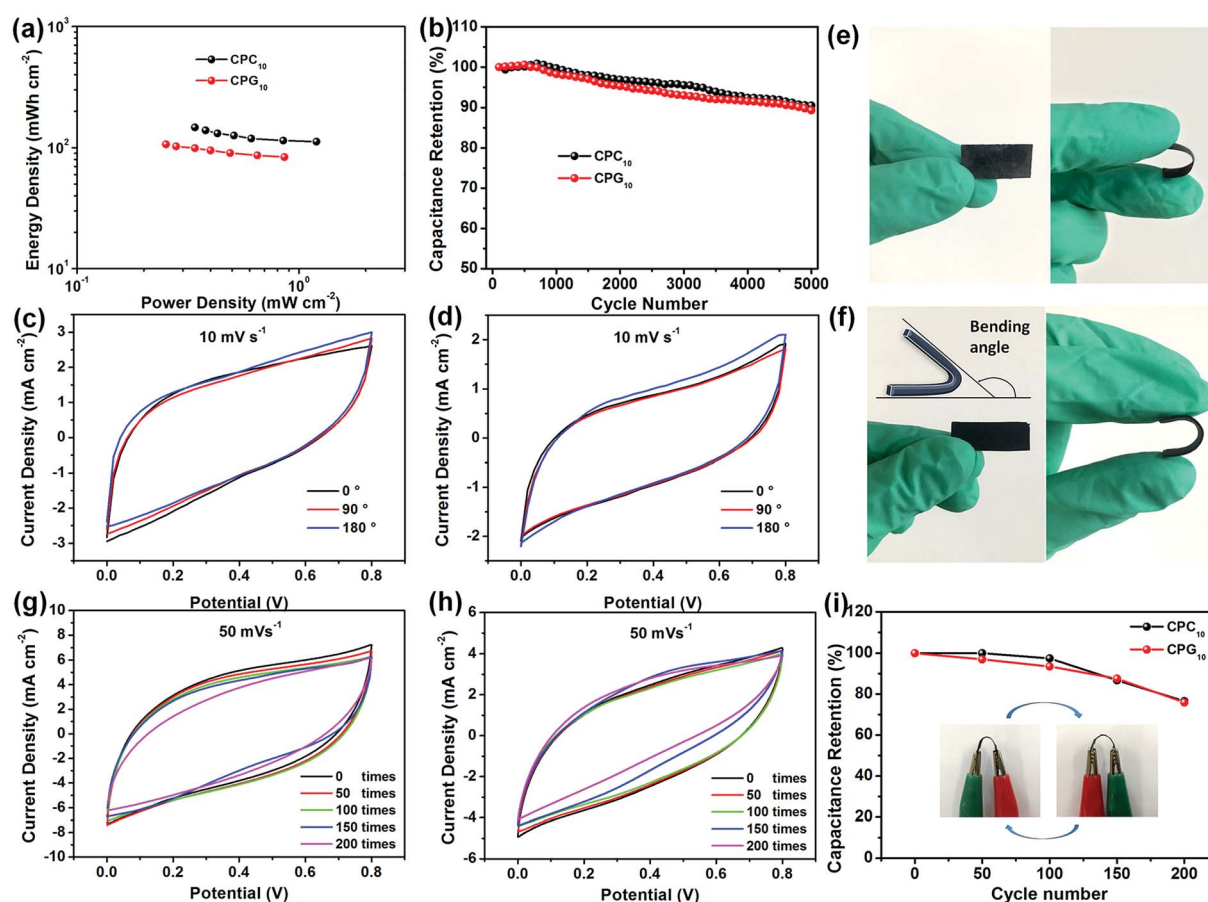 (a)
10³
10²
10¹
Energy Density (mWh cm⁻²)
CPC₁₀
CPG₁₀
10⁻¹
10⁰
Power Density (mW cm⁻²)
(b)
110
100
90
80
70
60
50
Capacitance Retention (%)
CPC₁₀
CPG₁₀
0 1000 2000 3000 4000 5000
Cycle Number
(e)
(c)
3
2
1
0
-1
-2
-3
Current Density (mA cm⁻²)
10 mV s⁻¹
0 °
90 °
180 °
0.0 0.2 0.4 0.6 0.8
Potential (V)
(d)
2
1
0
-1
-2
Current Density (mA cm⁻²)
10 mV s⁻¹
0 °
90 °
180 °
0.0 0.2 0.4 0.6 0.8
Potential (V)
(f)
Bending
angle
(g)
10
8
6
4
2
0
-2
-4
-6
-8
-10
Current Density (mA cm⁻²)
50 mVs⁻¹
0 times
50 times
100 times
150 times
200 times
0.0 0.2 0.4 0.6 0.8
Potential (V)
(h)
6
4
2
0
-2
-4
-6
Current Density (mA cm⁻²)
50 mVs⁻¹
0 times
50 times
100 times
150 times
200 times
0.0 0.2 0.4 0.6 0.8
Potential (V)
(i)
120
100
80
60
40
20
0
Capacitance Retention (%)
CPC₁₀
CPG₁₀
0 50 100 150 200
Cycle number